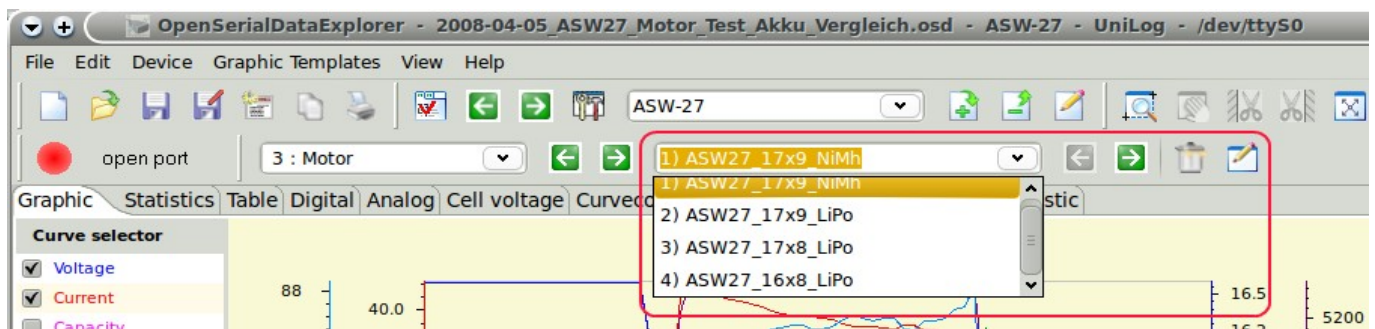 OpenSerialDataExplorer - 2008-04-05_ASW27_Motor_Test_Akku_Vergleich.osd - ASW-27 - UniLog - /dev/ttyS0
File Edit Device Graphic Templates View Help
ASW-27
open port 3 : Motor 1) ASW27_17x9_NiMh
1) ASW27_17x9_NiMh
Graphic Statistics Table Digital Analog Cell voltage
2) ASW27_17x9_LiPo
Curve selector
3) ASW27_17x8_LiPo
Voltage
4) ASW27_16x8_LiPo
Current 88 40.0 16.5 5200
Capacity